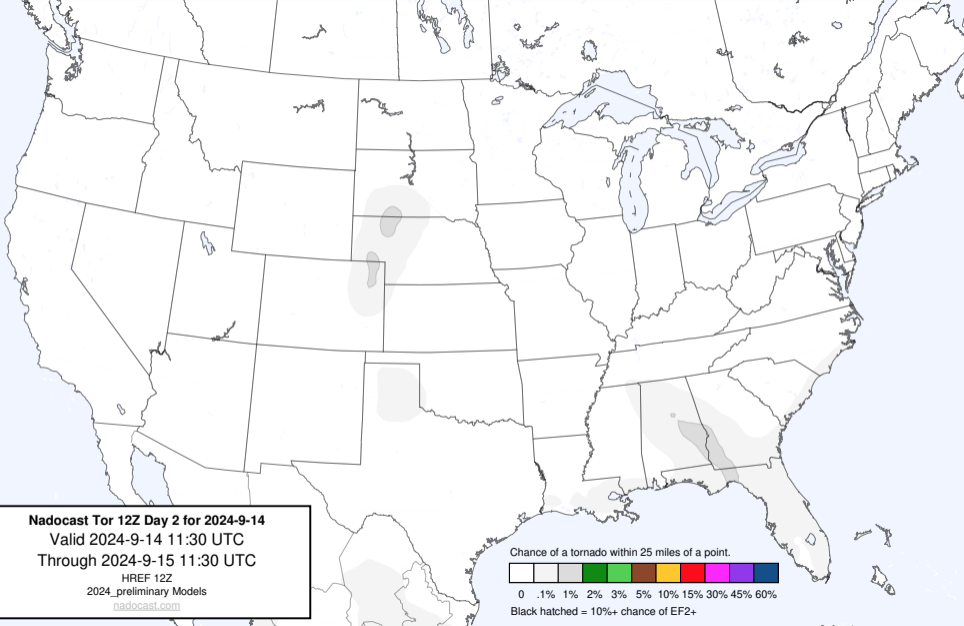 Nadocast Tor 12Z Day 2 for 2024-9-14
Valid 2024-9-14 11:30 UTC
Through 2024-9-15 11:30 UTC
HREF 12Z
2024_preliminary Models
nadocast.com
Chance of a tornado within 25 miles of a point.
0 .1% 1% 2% 3% 5% 10% 15% 30% 45% 60%
Black hatched = 10%+ chance of EF2+